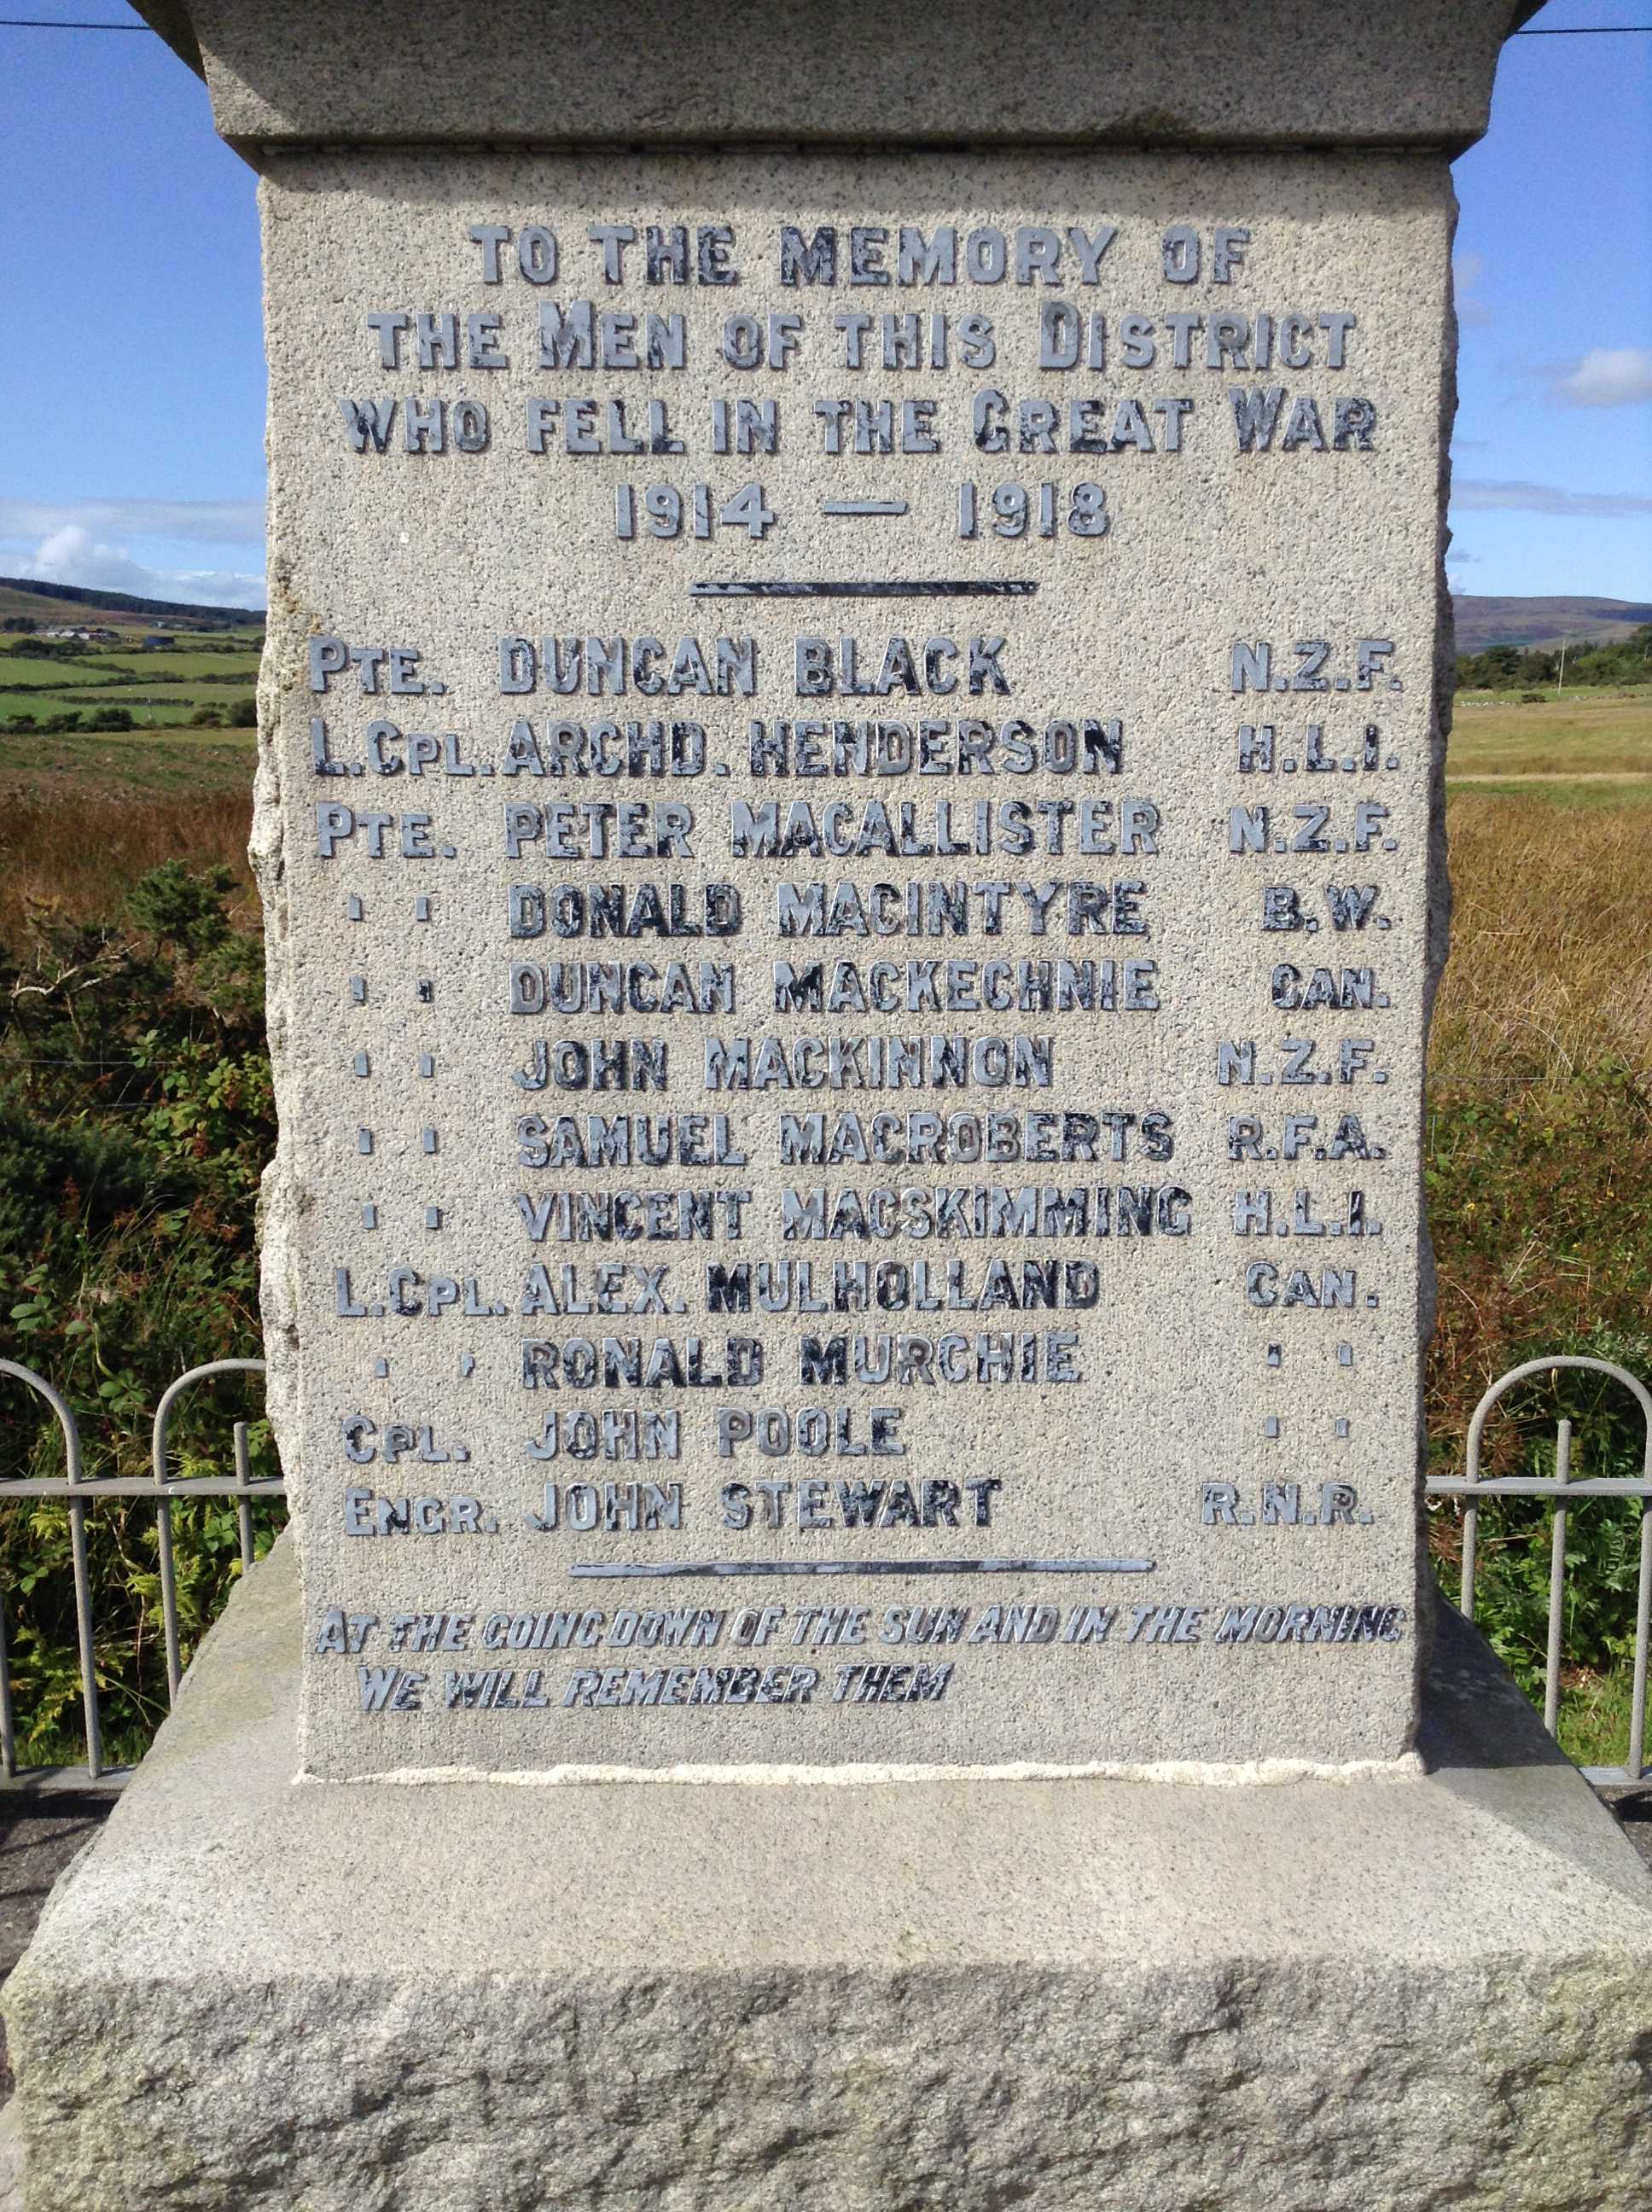 TO THE MEMORY OF
THE MEN OF THIS DISTRICT
WHO FELL IN THE GREAT WAR
1914 — 1918
PTE. DUNCAN BLACK N.Z.F.
L.CPL. ARCHD. HENDERSON H.L.I.
PTE. PETER MACALLISTER N.Z.F.
" " DONALD MACINTYRE B.W.
" " DUNCAN MACKECHNIE CAN.
" " JOHN MACKINNON N.Z.F.
" " SAMUEL MACROBERTS R.F.A.
" " VINCENT MACSKIMMING H.L.I.
L.CPL. ALEX. MULHOLLAND CAN.
" " RONALD MURCHIE " "
CPL. JOHN POOLE " "
ENGR. JOHN STEWART R.N.R.
AT THE GOING DOWN OF THE SUN AND IN THE MORNING
WE WILL REMEMBER THEM